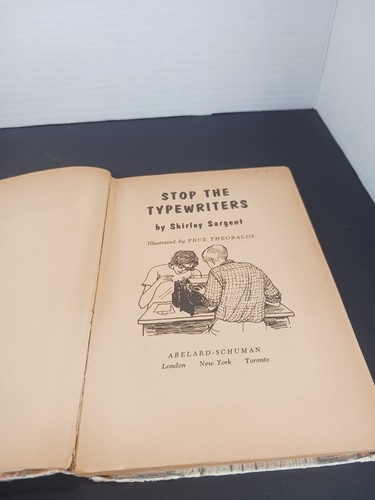 STOP THE
TYPEWRITERS
by Shirley Sargent
Illustrated by PRUE THEOBALDS
ABELARD-SCHUMAN
London New York Toronto